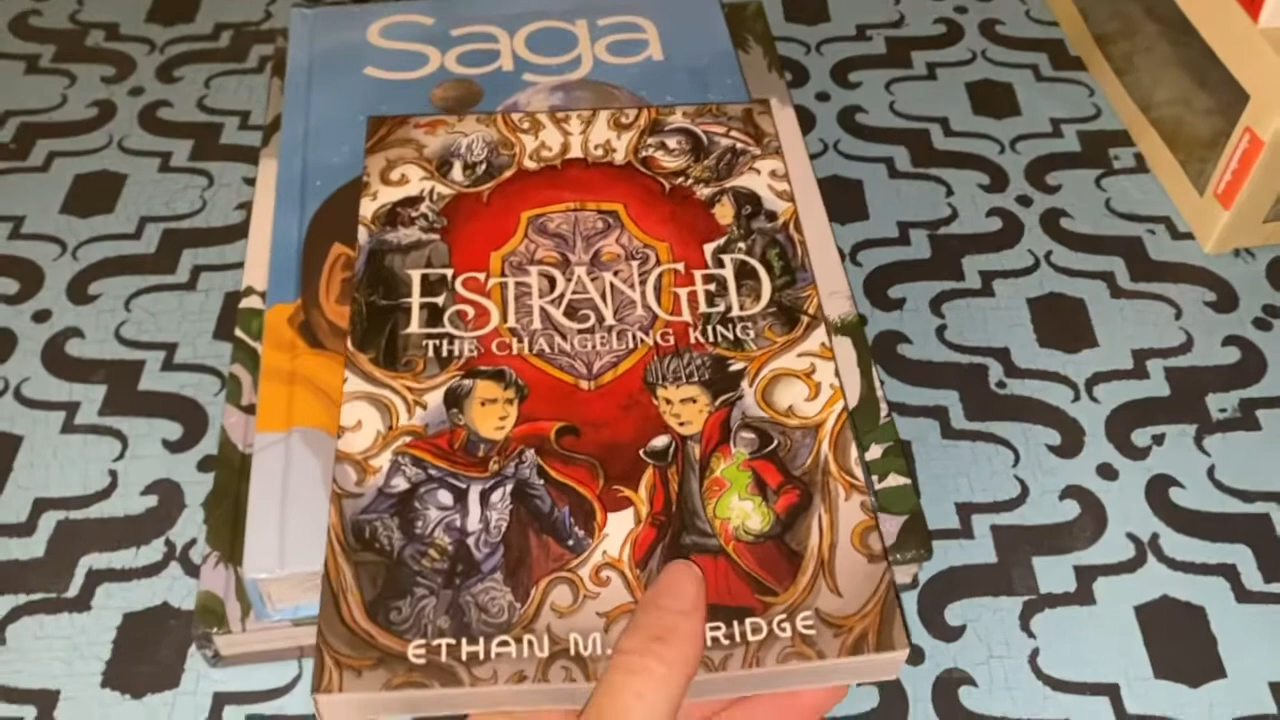 Saga
ESTRANGED
THE CHANGELING KING
ETHAN M. RIDGE